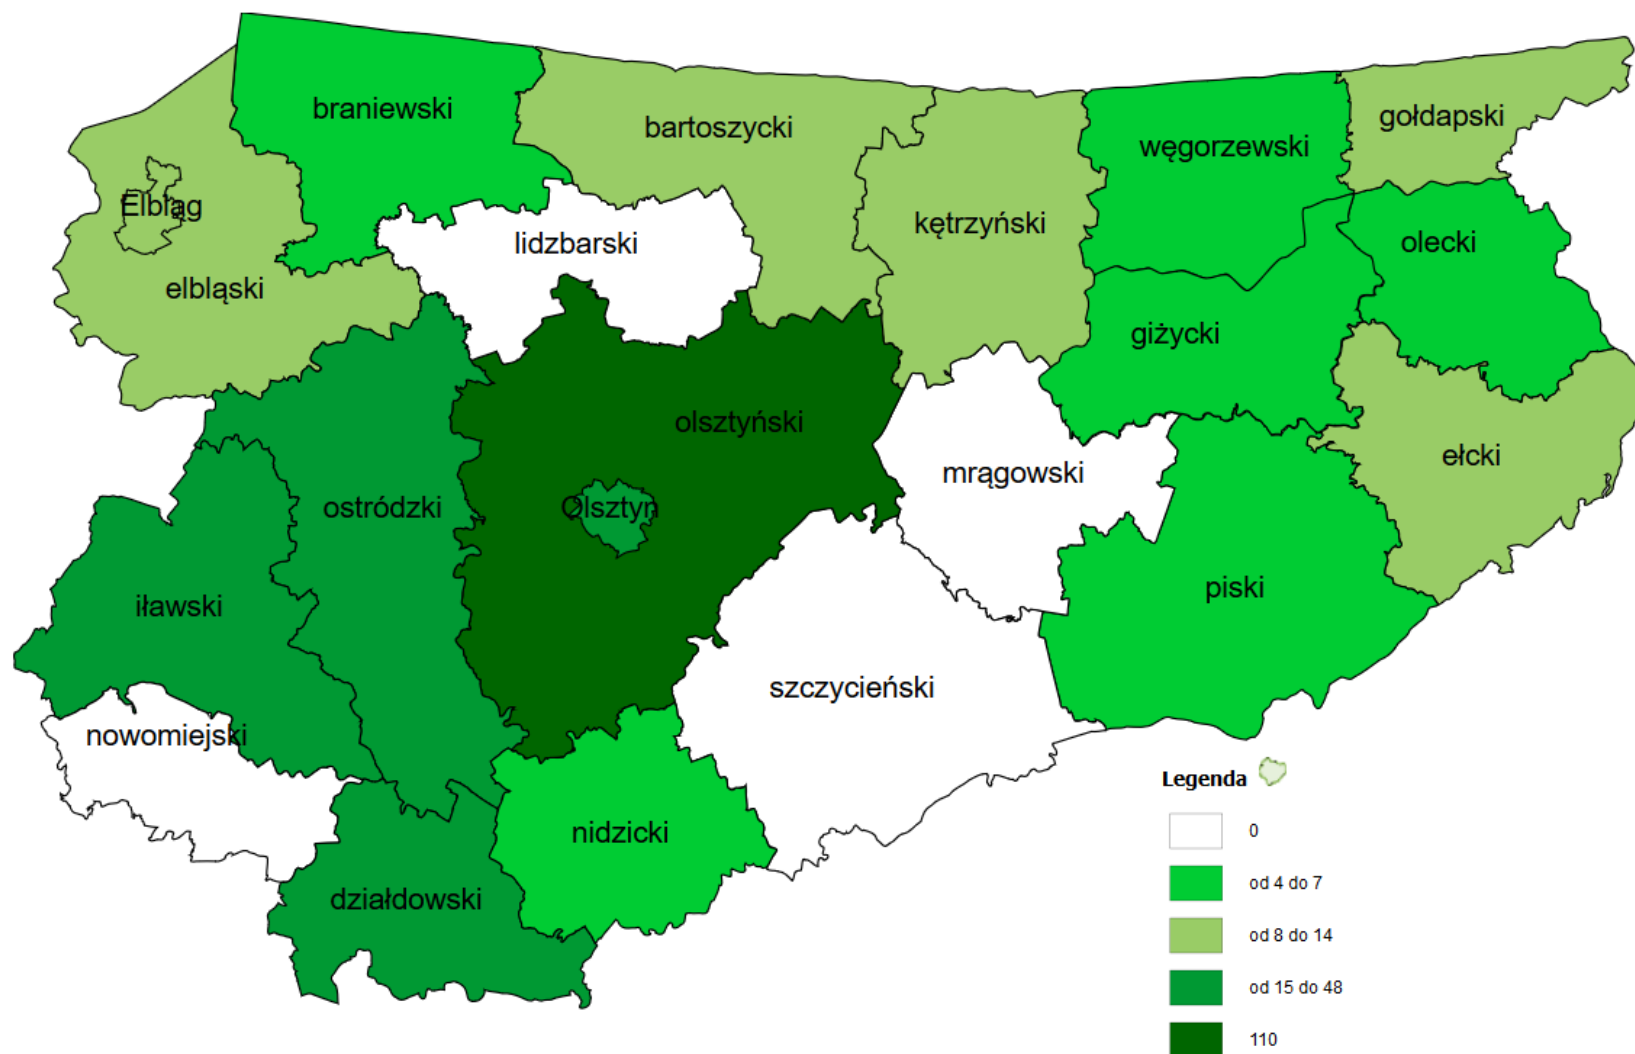 braniewski
bartoszycki
gołdapski
węgorzewski
Elbląg
kętrzyński
lidzbarski
olecki
elbląski
giżycki
olsztyński
ełcki
mrągowski
ostródzki
Olsztyn
piski
iławski
szczycieński
nowomiejski
nidzicki
działdowski
Legenda
0
od 4 do 7
od 8 do 14
od 15 do 48
110